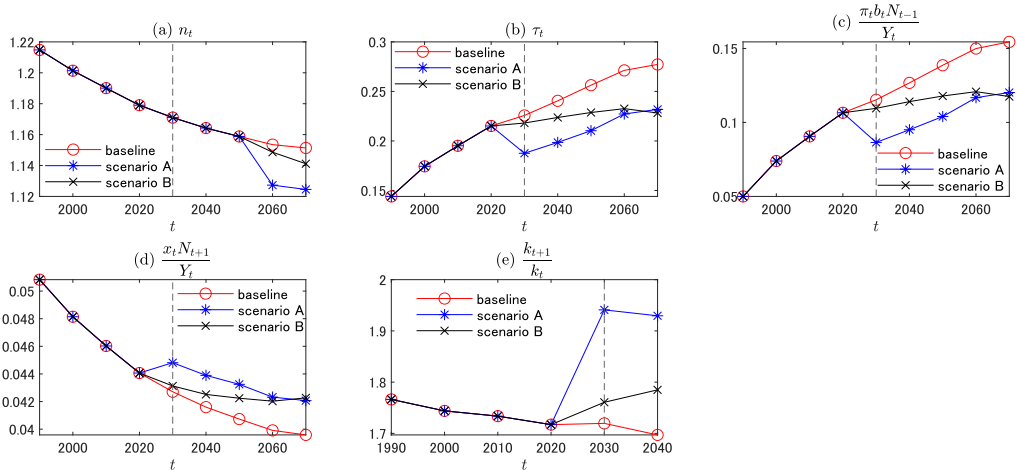 (a) n_t
1.22
1.2
1.18
1.16
1.14
1.12
baseline
scenario A
scenario B
2000 2020 2040 2060
t
(b) τ_t
0.3
0.25
0.2
0.15
baseline
scenario A
scenario B
2000 2020 2040 2060
t
(c) π_t b_t N_{t−1} / Y_t
0.15
0.1
0.05
baseline
scenario A
scenario B
2000 2020 2040 2060
t
(d) x_t N_{t+1} / Y_t
0.05
0.048
0.046
0.044
0.042
0.04
baseline
scenario A
scenario B
2000 2020 2040 2060
t
(e) k_{t+1} / k_t
2
1.9
1.8
1.7
baseline
scenario A
scenario B
1990 2000 2010 2020 2030 2040
t